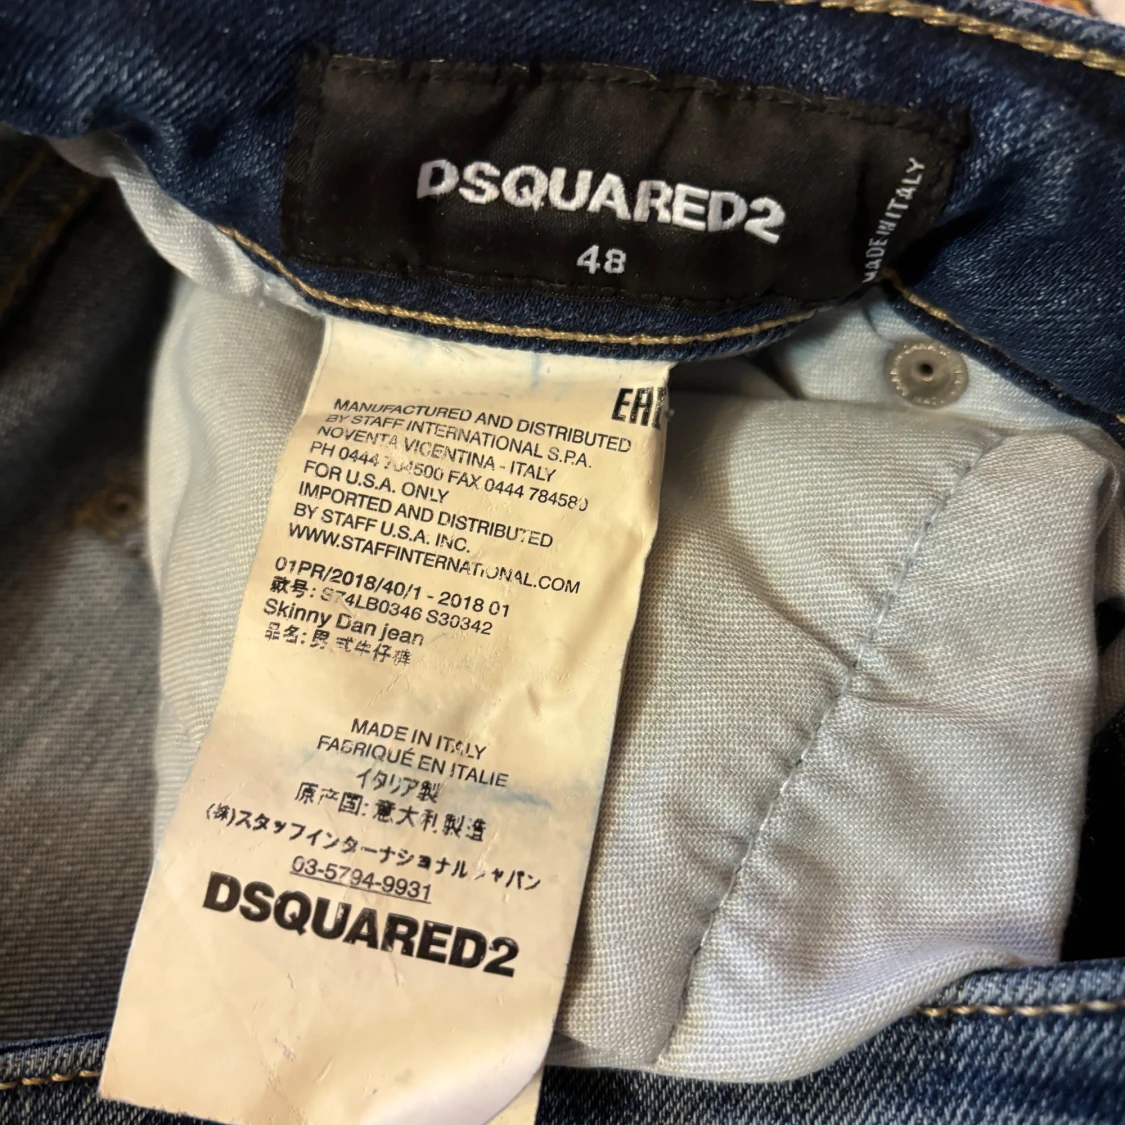 DSQUARED2
48
MADE IN ITALY
EAC
MANUFACTURED AND DISTRIBUTED
BY STAFF INTERNATIONAL S.P.A.
NOVENTA VICENTINA - ITALY
PH 0444 784500 FAX 0444 784580
FOR U.S.A. ONLY
IMPORTED AND DISTRIBUTED
BY STAFF U.S.A. INC.
WWW.STAFFINTERNATIONAL.COM
01PR/2018/40/1 - 2018 01
款号: S74LB0346 S30342
Skinny Dan jean
品名: 男式牛仔裤
MADE IN ITALY
FABRIQUÉ EN ITALIE
イタリア製
原产国: 意大利製造
(株)スタッフインターナショナル ジャパン
03-5794-9931
DSQUARED2